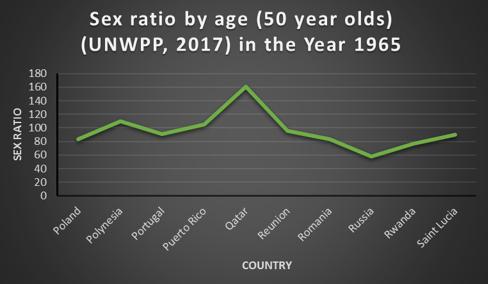 Sex ratio by age (50 year olds)
(UNWPP, 2017) in the Year 1965
180
160
140
120
100
80
60
40
20
0
SEX RATIO
Poland
Polynesia
Portugal
Puerto Rico
Qatar
Reunion
Romania
Russia
Rwanda
Saint Lucia
COUNTRY